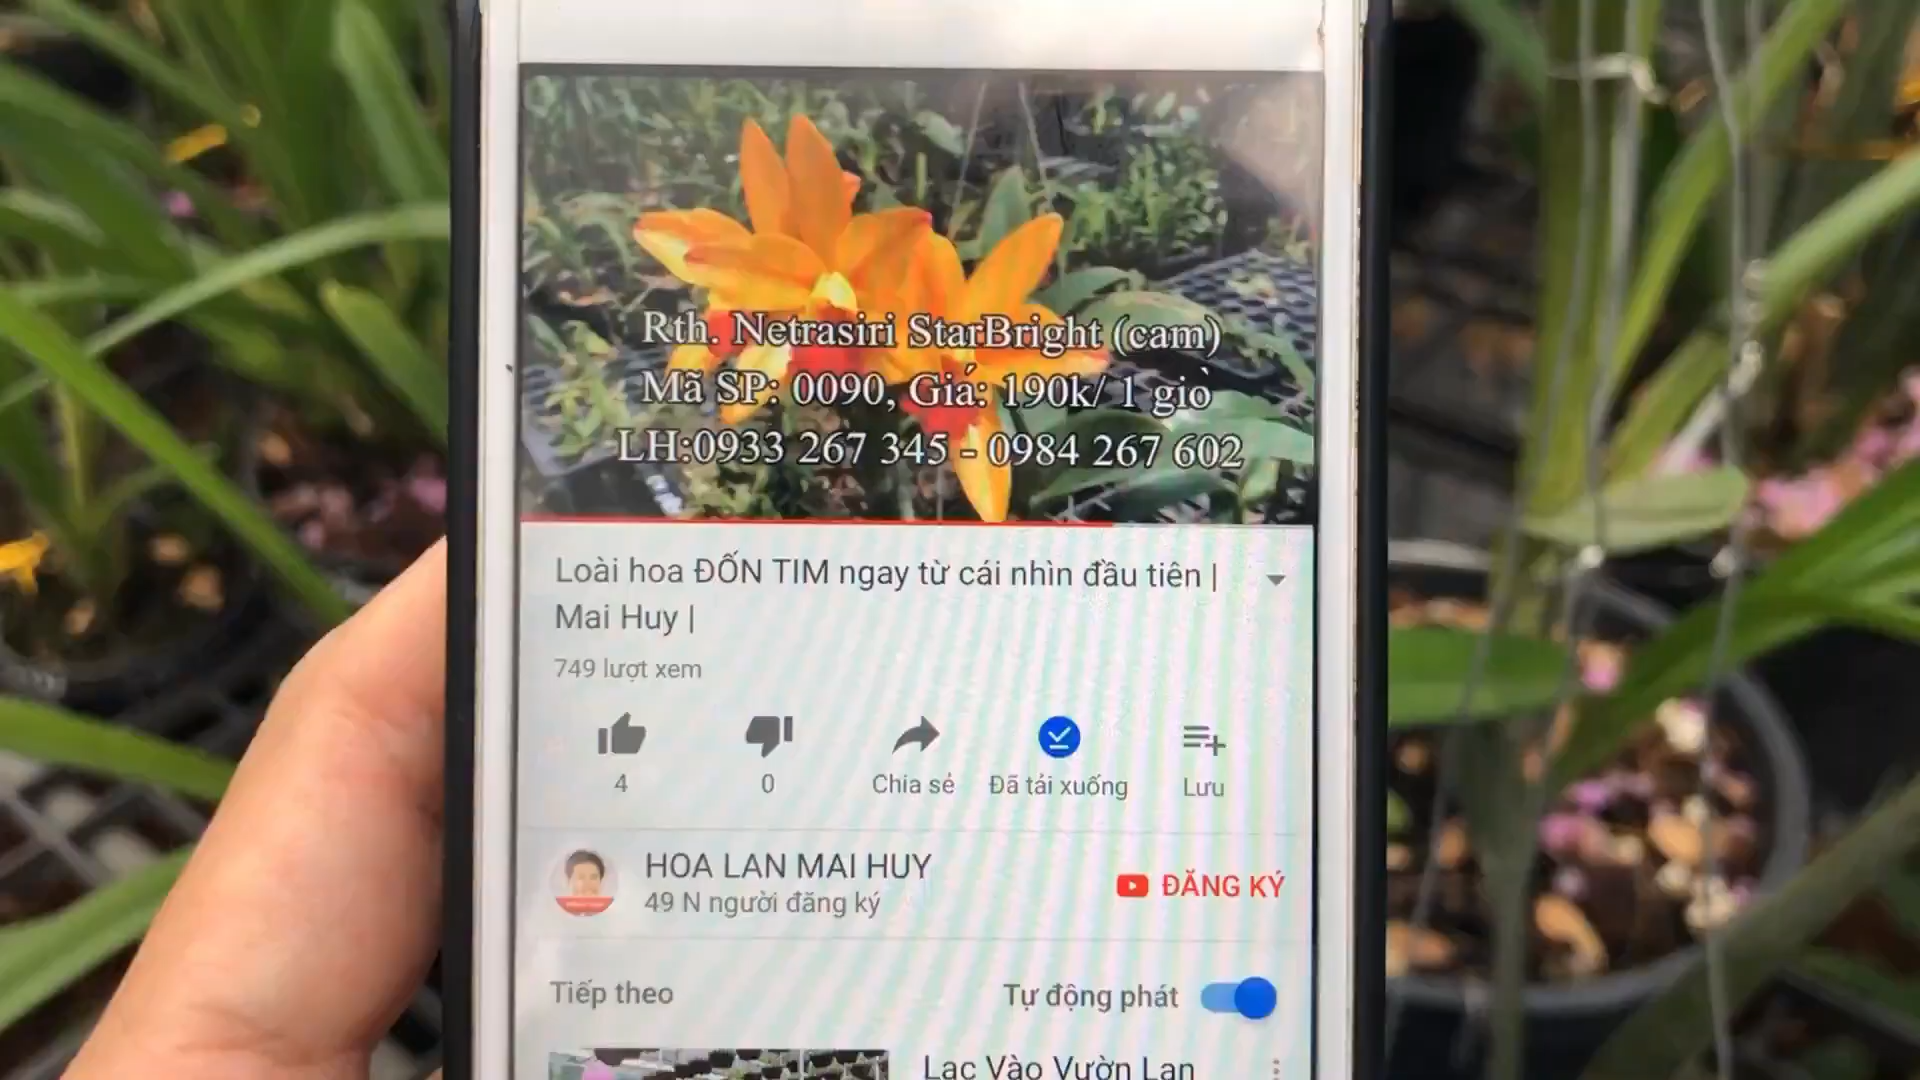 Rth. Netrasiri StarBright (cam)
Mã SP: 0090, Giá: 190k/ 1 giò
LH:0933 267 345 - 0984 267 602
Loài hoa ĐỐN TIM ngay từ cái nhìn đầu tiên |
Mai Huy |
749 lượt xem
4
0
Chia sẻ
Đã tải xuống
Lưu
HOA LAN MAI HUY
49 N người đăng ký
ĐĂNG KÝ
Tiếp theo
Tự động phát
Lạc Vào Vườn Lan